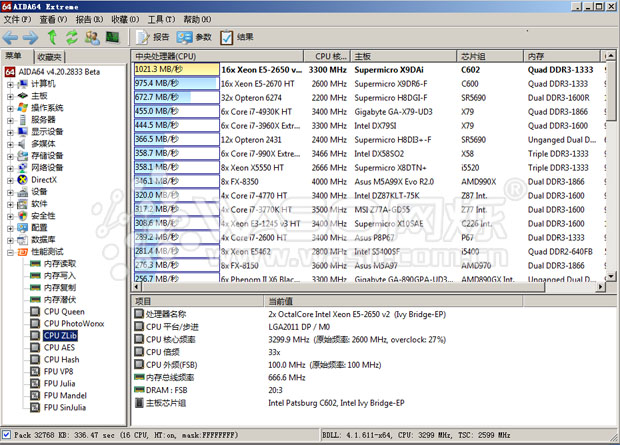 AIDA64 Extreme
文件(F) 查看(V) 报告(R) 收藏(O) 工具(T) 帮助(H)
报告 参数 结果
菜单 收藏夹
AIDA64 v4.20.2833 Beta
计算机
主板
操作系统
服务器
显示设备
多媒体
存储设备
网络设备
DirectX
设备
软件
安全性
配置
数据库
性能测试
内存读取
内存写入
内存复制
内存潜伏
CPU Queen
CPU PhotoWorxx
CPU ZLib
CPU AES
CPU Hash
FPU VP8
FPU Julia
FPU Mandel
FPU SinJulia
中央处理器(CPU) CPU 核... 主板 芯片组 内存
1021.3 MB/秒 16x Xeon E5-2650 v... 3300 MHz Supermicro X9DAi C602 Quad DDR3-1333
975.4 MB/秒 16x Xeon E5-2670 HT 2600 MHz Supermicro X9DR6-F C600 Quad DDR3-1333
672.7 MB/秒 32x Opteron 6274 2200 MHz Supermicro H8DGI-F SR5690 Dual DDR3-1600R
455.0 MB/秒 6x Core i7-4930K HT 3400 MHz Gigabyte GA-X79-UD3 X79 Quad DDR3-1866
444.5 MB/秒 6x Core i7-3960X Extre... 3300 MHz Intel DX79SI X79 Quad DDR3-1600
366.5 MB/秒 12x Opteron 2431 2400 MHz Supermicro H8DI3+-F SR5690 Unganged Dual D...
358.7 MB/秒 6x Core i7-990X Extre... 3466 MHz Intel DX58SO2 X58 Triple DDR3-1333
358.1 MB/秒 8x Xeon X5550 HT 2666 MHz Supermicro X8DTN+ i5520 Triple DDR3-1333
346.1 MB/秒 8x FX-8350 4000 MHz Asus M5A99X Evo R2.0 AMD990X Dual DDR3-1866
320.0 MB/秒 4x Core i7-4770 HT 3400 MHz Intel DZ87KLT-75K Z87 Int. Dual DDR3-1600
317.2 MB/秒 4x Core i7-3770K HT 3500 MHz MSI Z77A-GD55 Z77 Int. Dual DDR3-1600
308.6 MB/秒 4x Xeon E3-1245 v3 HT 3400 MHz Supermicro X10SAE C226 Int. Dual DDR3-1600
289.2 MB/秒 4x Core i7-2600 HT 3400 MHz Asus P8P67 P67 Dual DDR3-1333
281.4 MB/秒 8x Xeon E5462 2800 MHz Intel S5400SF i5400 Quad DDR2-640FB
276.3 MB/秒 8x FX-8150 3600 MHz Asus M5A97 AMD970 Dual DDR3-1866
256.7 MB/秒 6x Phenom II X6 Blac... Gigabyte GA-890GPA-UD3... AMD890GX Int. Unganged Dual D...
项目 当前值
处理器名称 2x OctalCore Intel Xeon E5-2650 v2 (Ivy Bridge-EP)
CPU 平台/步进 LGA2011 DP / M0
CPU 核心频率 3299.9 MHz (原始频率: 2600 MHz, overclock: 27%)
CPU 倍频 33x
CPU 外频(FSB) 100.0 MHz (原始频率: 100 MHz)
内存总线频率 666.6 MHz
DRAM : FSB 20:3
主板芯片组 Intel Patsburg C602, Intel Ivy Bridge-EP
Pack 32768 KB: 336.47 sec (16 CPU, HT:on, mask:FFFFFFFF) BDLL: 4.1.611-x64, CPU: 3299 MHz, TSC: 2599 MHz